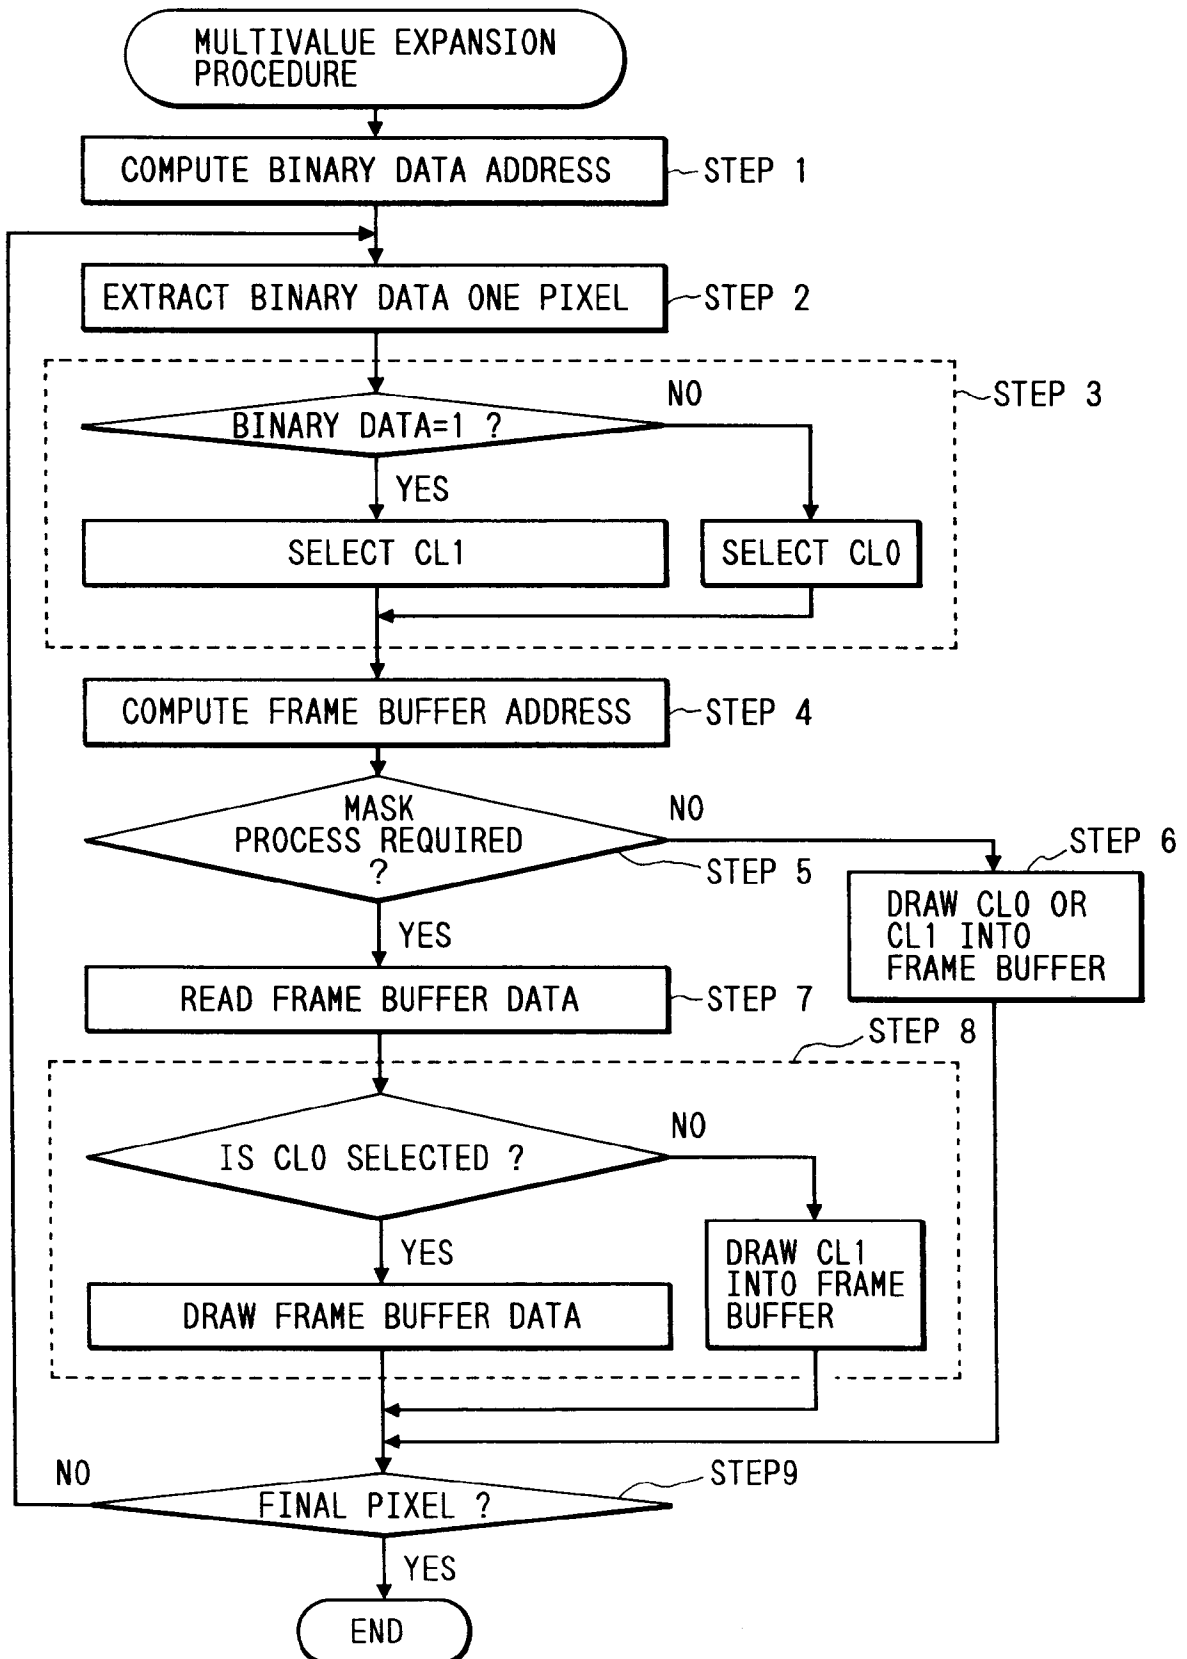 MULTIVALUE EXPANSION
PROCEDURE
COMPUTE BINARY DATA ADDRESS
STEP 1
EXTRACT BINARY DATA ONE PIXEL
STEP 2
STEP 3
BINARY DATA=1 ?
NO
YES
SELECT CL1
SELECT CL0
COMPUTE FRAME BUFFER ADDRESS
STEP 4
MASK
PROCESS REQUIRED
?
NO
STEP 5
STEP 6
DRAW CL0 OR
CL1 INTO
FRAME BUFFER
YES
READ FRAME BUFFER DATA
STEP 7
STEP 8
IS CL0 SELECTED ?
NO
YES
DRAW CL1
INTO FRAME
BUFFER
DRAW FRAME BUFFER DATA
NO
STEP9
FINAL PIXEL ?
YES
END